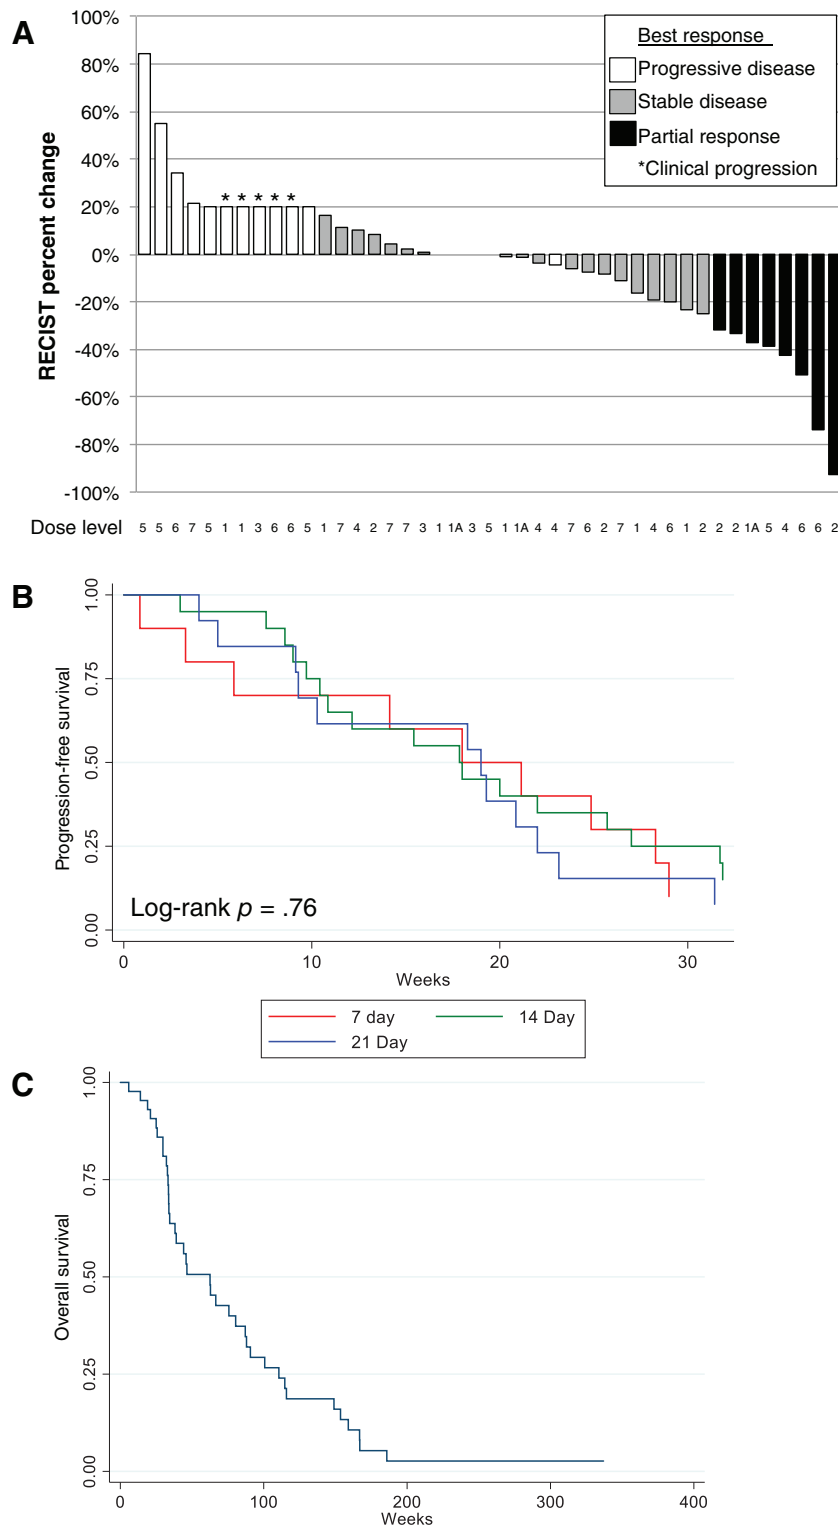 A
100%
80%
60%
40%
20%
0%
-20%
-40%
-60%
-80%
-100%
RECIST percent change
Best response
Progressive disease
Stable disease
Partial response
*Clinical progression
* * * * *
Dose level 5 5 6 7 5 1 1 3 6 6 5 1 7 4 2 7 7 3 1 1A 3 5 1 1A 4 4 7 6 2 7 1 4 6 1 2 2 2 1A 5 4 6 6 2
B
Progression-free survival
1.00
0.75
0.50
0.25
0.00
Log-rank p = .76
0 10 20 30
Weeks
7 day 14 Day
21 Day
C
Overall survival
1.00
0.75
0.50
0.25
0.00
0 100 200 300 400
Weeks